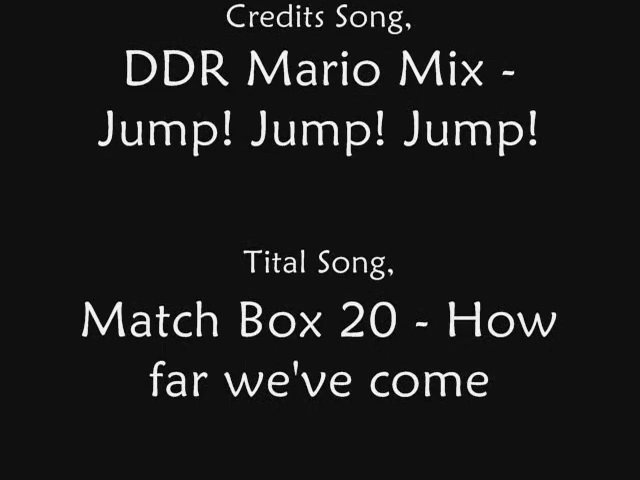 Credits Song,
DDR Mario Mix -
Jump! Jump! Jump!
Tital Song,
Match Box 20 - How
far we've come